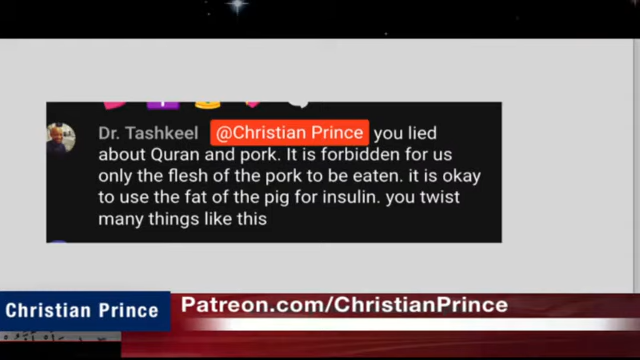 Dr. Tashkeel @Christian Prince you lied
about Quran and pork. It is forbidden for us
only the flesh of the pork to be eaten. it is okay
to use the fat of the pig for insulin. you twist
many things like this
Christian Prince
Patreon.com/ChristianPrince